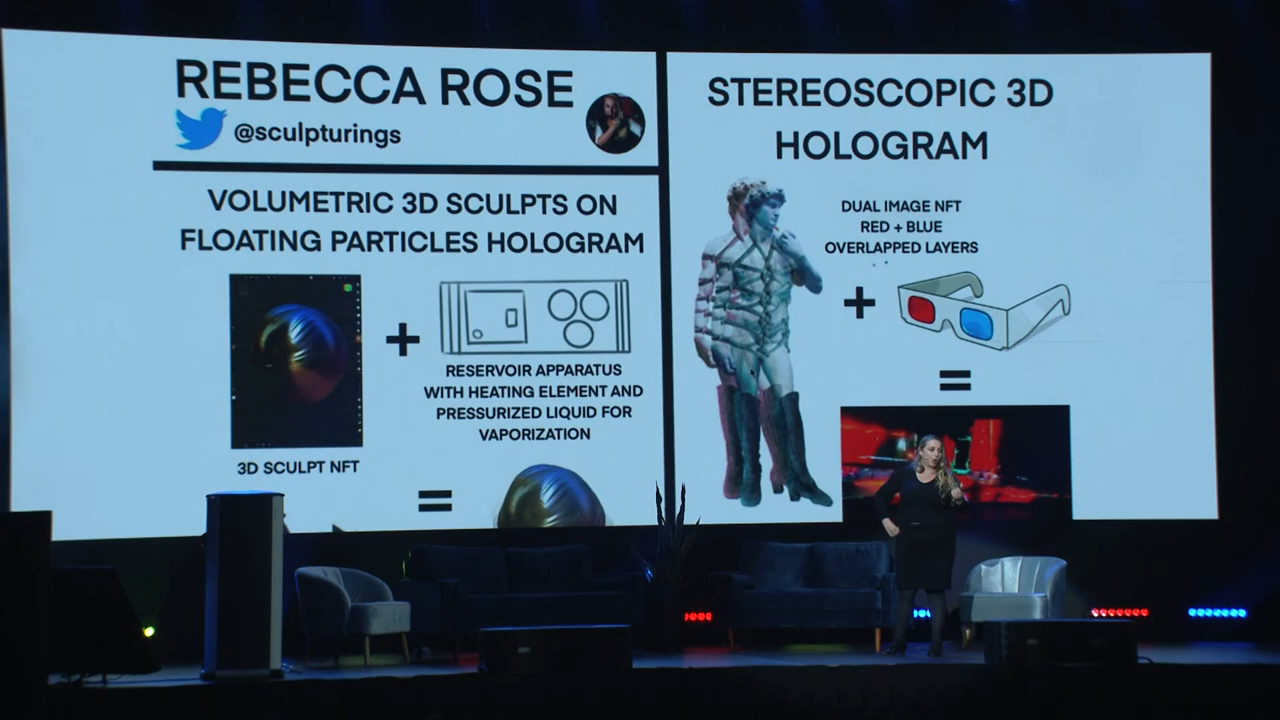 REBECCA ROSE
@sculpturings
VOLUMETRIC 3D SCULPTS ON
FLOATING PARTICLES HOLOGRAM
RESERVOIR APPARATUS
WITH HEATING ELEMENT AND
PRESSURIZED LIQUID FOR
VAPORIZATION
3D SCULPT NFT
STEREOSCOPIC 3D
HOLOGRAM
DUAL IMAGE NFT
RED + BLUE
OVERLAPPED LAYERS